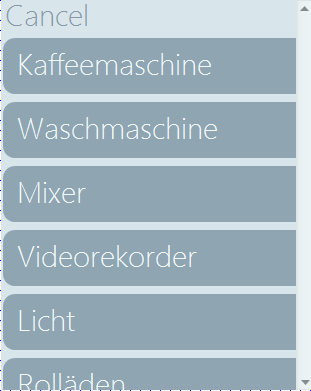 Cancel
Kaffeemaschine
Waschmaschine
Mixer
Videorekorder
Licht
Rolläden